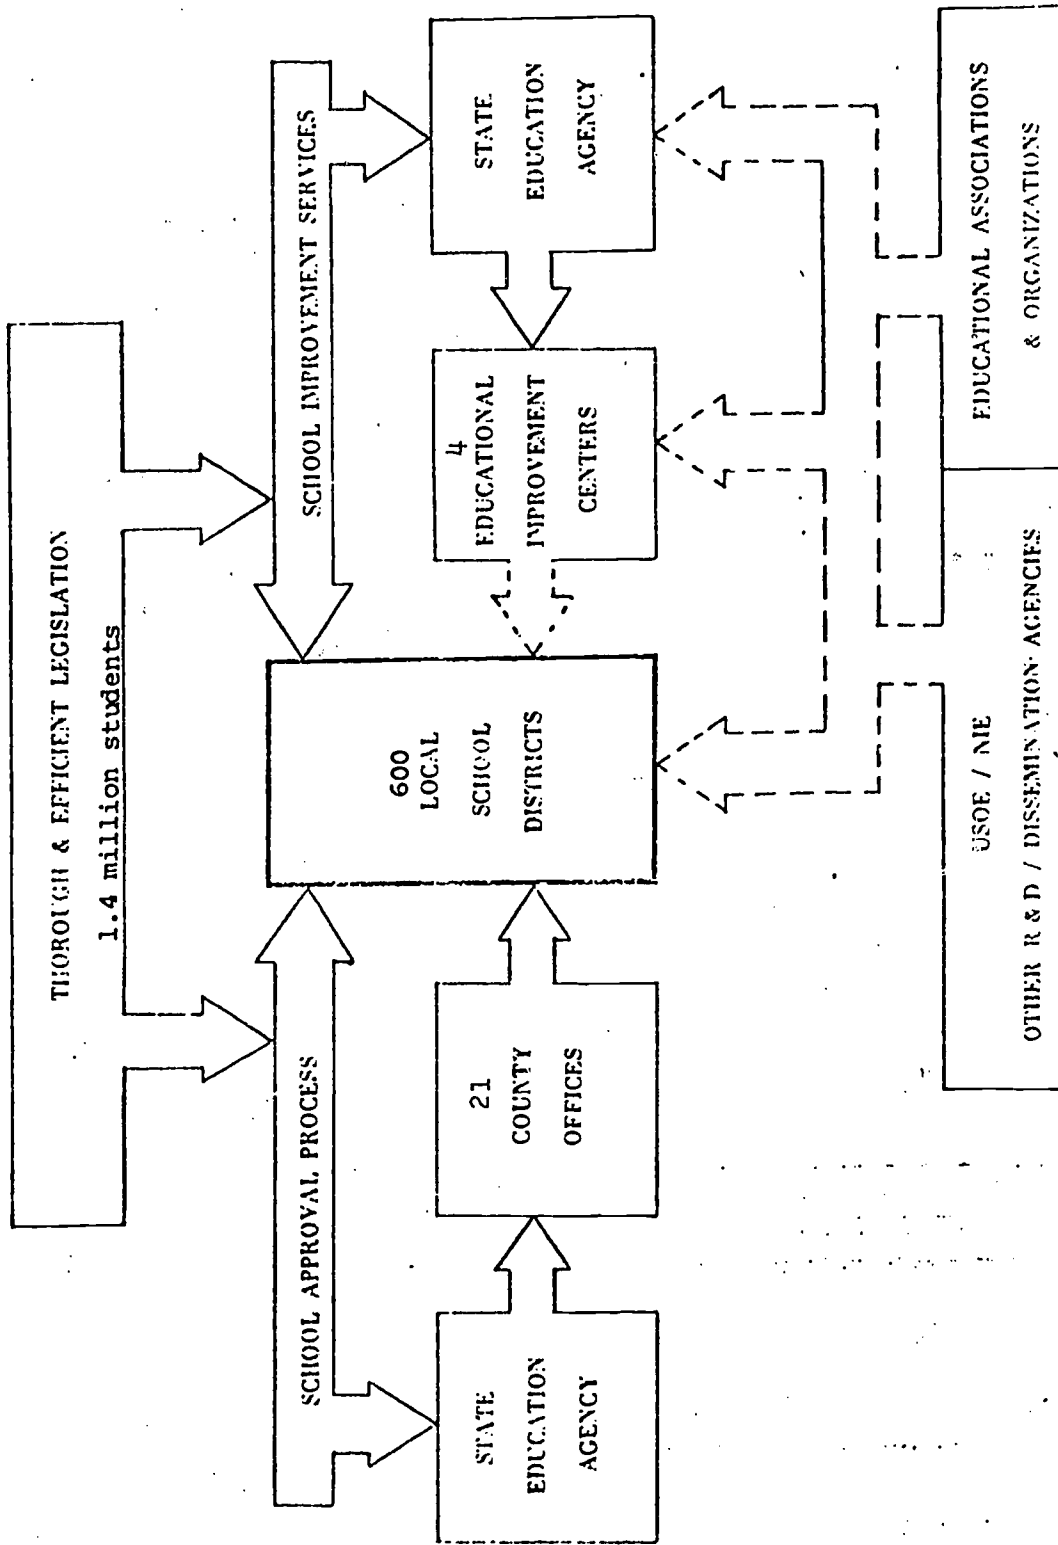 THOROUGH & EFFICIENT LEGISLATION
1.4 million students
SCHOOL APPROVAL PROCESS
SCHOOL IMPROVEMENT SERVICES
STATE
EDUCATION
AGENCY
21
COUNTY
OFFICES
600
LOCAL
SCHOOL
DISTRICTS
4
EDUCATIONAL
IMPROVEMENT
CENTERS
STATE
EDUCATION
AGENCY
USOE / NIE
OTHER R & D / DISSEMINATION AGENCIES
EDUCATIONAL ASSOCIATIONS
& ORGANIZATIONS